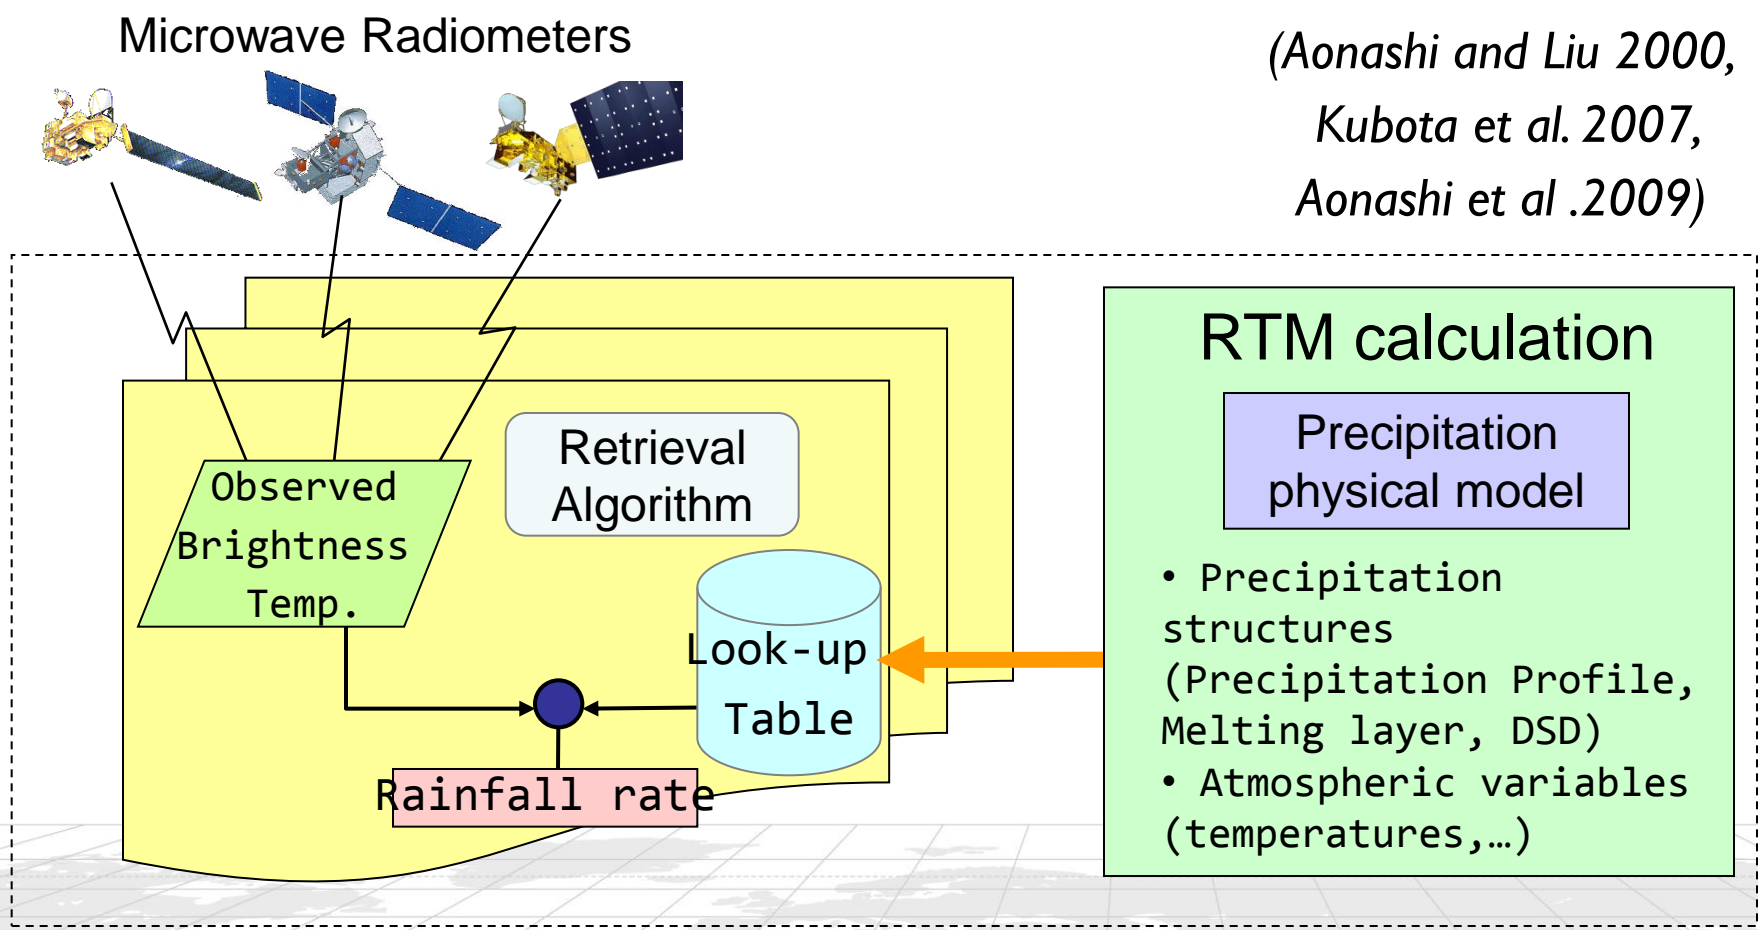 Microwave Radiometers
(Aonashi and Liu 2000,
Kubota et al. 2007,
Aonashi et al .2009)
Retrieval
Algorithm
Observed
Brightness
Temp.
Look-up
Table
Rainfall rate
RTM calculation
Precipitation
physical model
• Precipitation
structures
(Precipitation Profile,
Melting layer, DSD)
• Atmospheric variables
(temperatures,…)